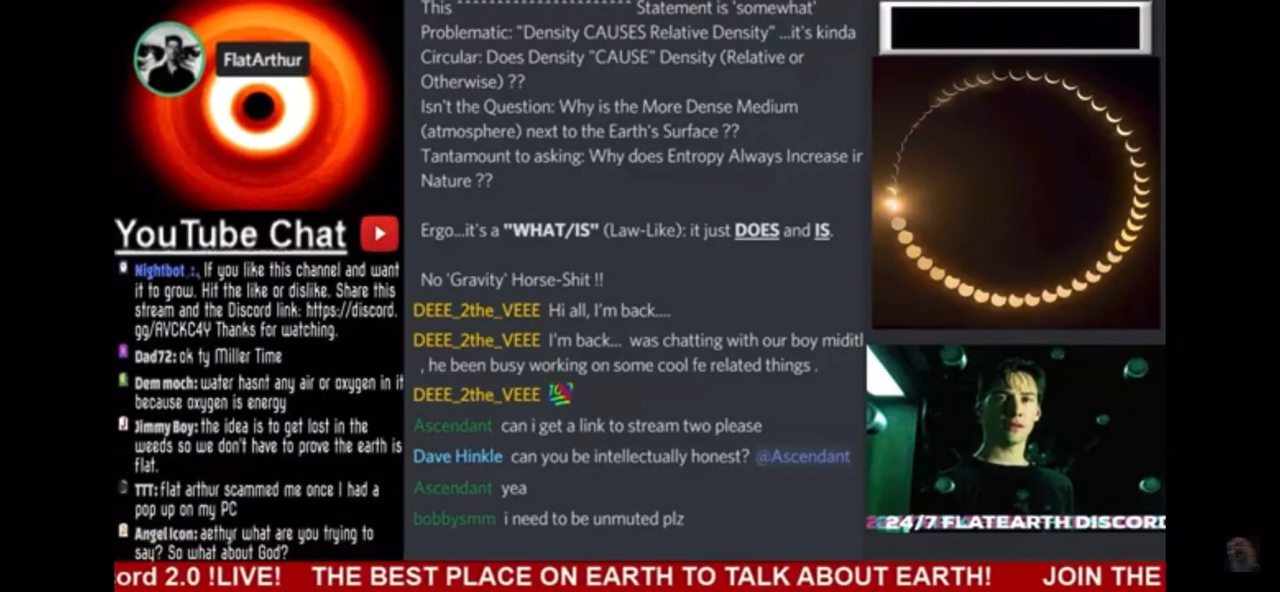 FlatArthur
YouTube Chat
Nightbot : If you like this channel and want
it to grow. Hit the like or dislike. Share this
stream and the Discord link: https://discord.
gg/AVCKC4Y Thanks for watching.
Dad72: ok ty Miller Time
Dem moch: water hasnt any air or oxygen in it
because oxygen is energy
Jimmy Boy: the idea is to get lost in the
weeds so we don't have to prove the earth is
flat.
TTT: flat arthur scammed me once I had a
pop up on my PC
Angel Icon: aethyr what are you trying to
say? So what about God?
This ********************** Statement is 'somewhat'
Problematic: "Density CAUSES Relative Density" ...it's kinda
Circular: Does Density "CAUSE" Density (Relative or
Otherwise) ??
Isn't the Question: Why is the More Dense Medium
(atmosphere) next to the Earth's Surface ??
Tantamount to asking: Why does Entropy Always Increase ir
Nature ??
Ergo...it's a "WHAT/IS" (Law-Like): it just DOES and IS.
No 'Gravity' Horse-Shit !!
DEEE_2the_VEEE Hi all, I'm back....
DEEE_2the_VEEE I'm back... was chatting with our boy miditl
, he been busy working on some cool fe related things .
DEEE_2the_VEEE 💯
Ascendant can i get a link to stream two please
Dave Hinkle can you be intellectually honest? @Ascendant
Ascendant yea
bobbysmm i need to be unmuted plz
24/7 FLATEARTH DISCORD
ord 2.0 !LIVE! THE BEST PLACE ON EARTH TO TALK ABOUT EARTH! JOIN THE